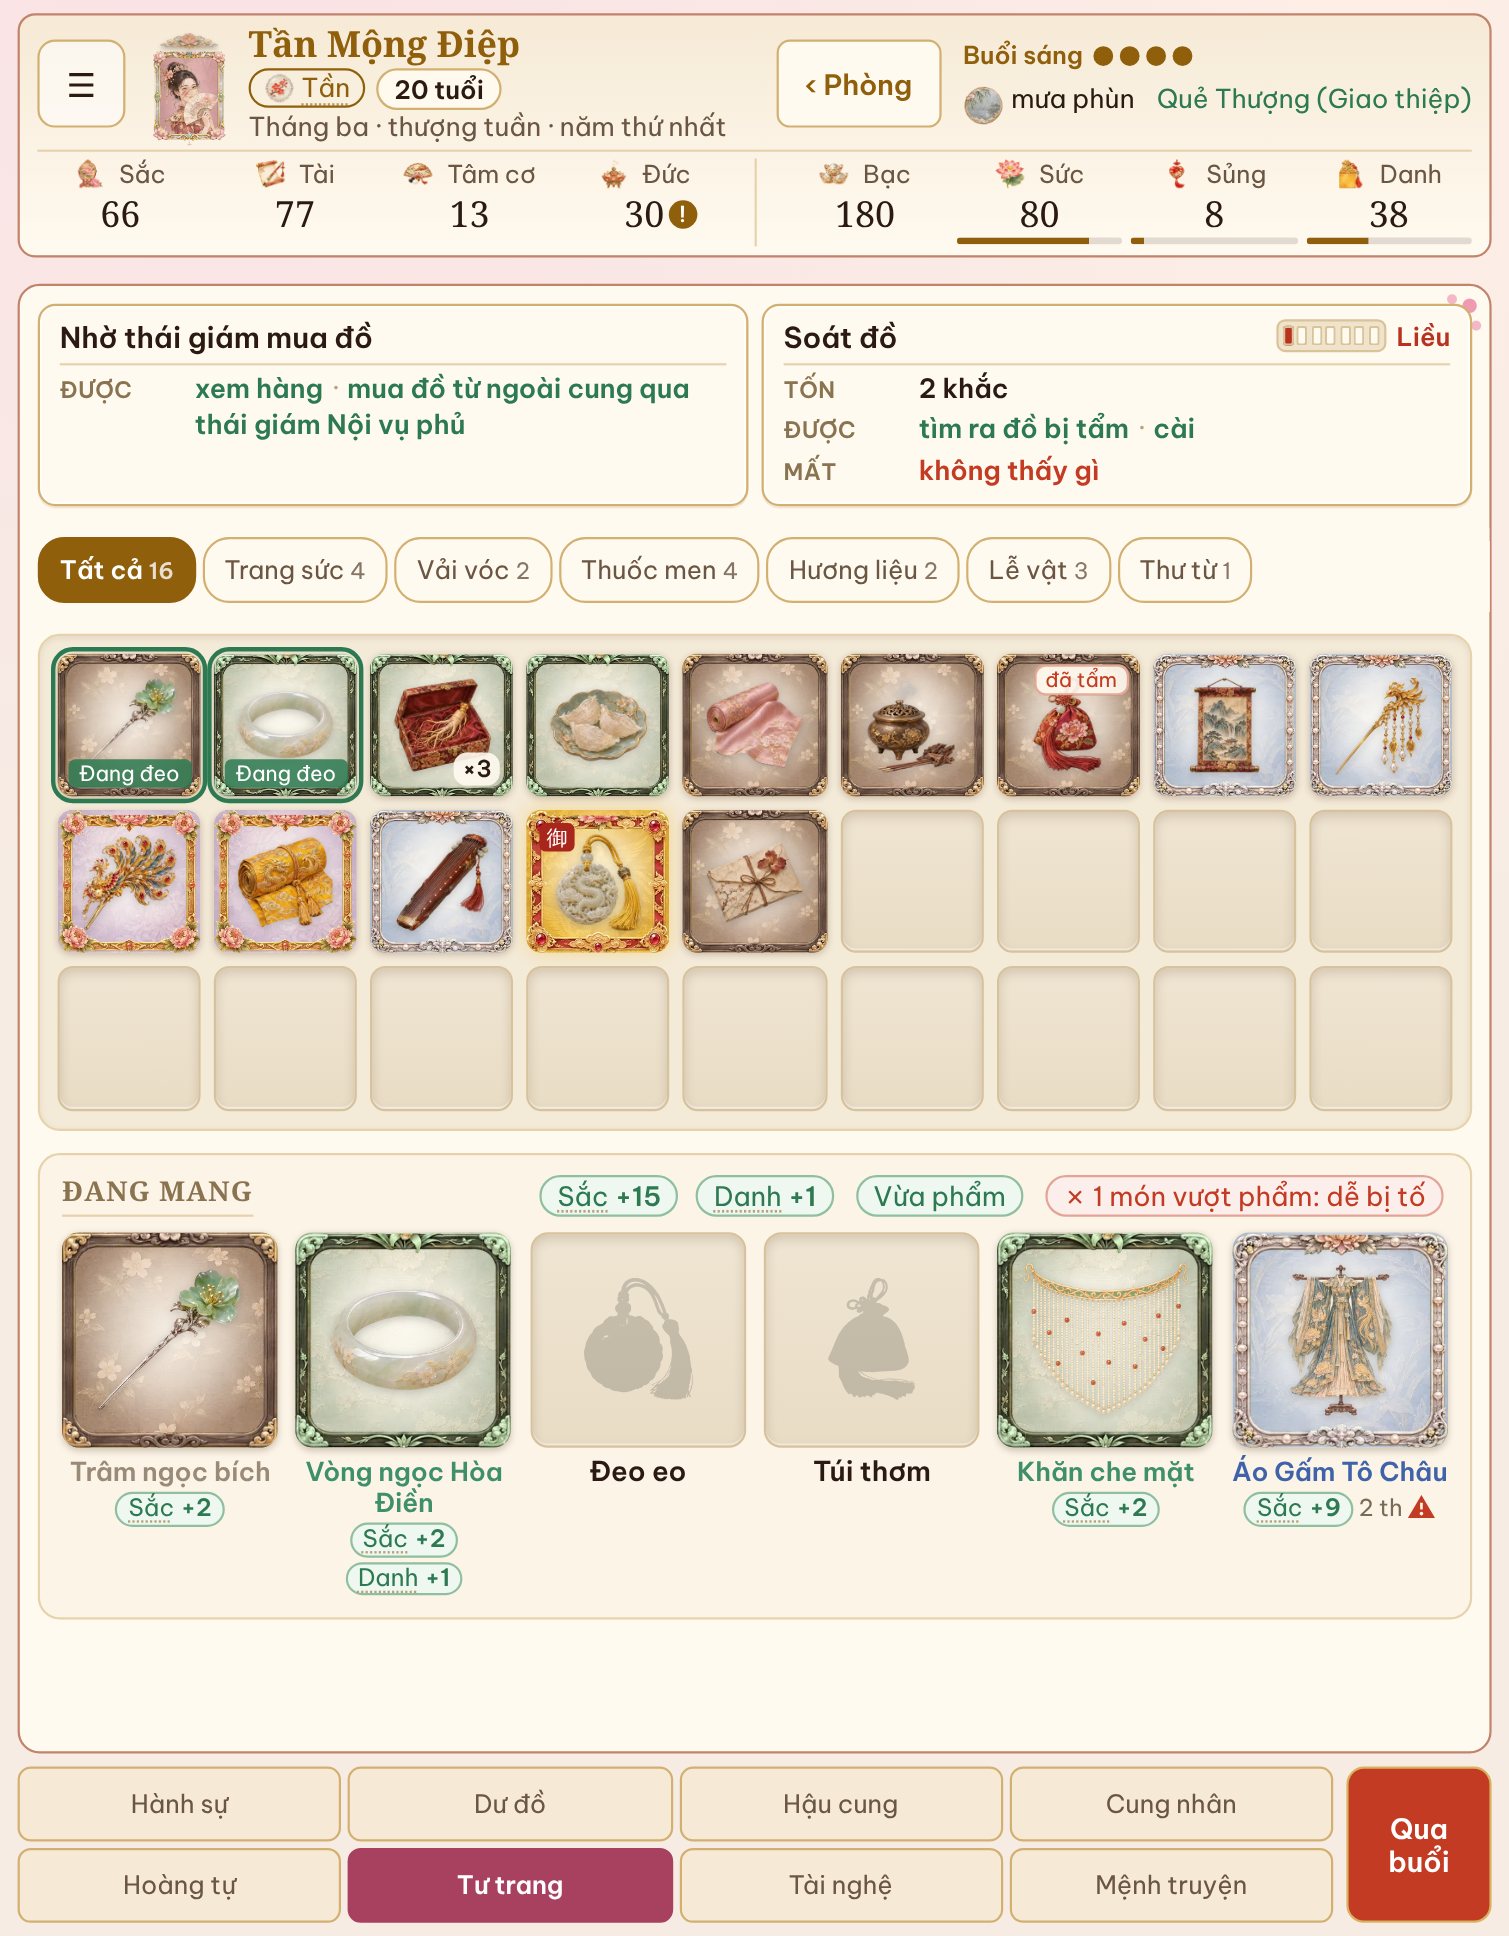 ☰
Tần Mộng Điệp
Tần
20 tuổi
Tháng ba · thượng tuần · năm thứ nhất
‹ Phòng
Buổi sáng
mưa phùn
Quẻ Thượng (Giao thiệp)
Sắc
Tài
Tâm cơ
Đức
Bạc
Sức
Sủng
Danh
66
77
13
30 !
180
80
8
38
Nhờ thái giám mua đồ
ĐƯỢC
xem hàng · mua đồ từ ngoài cung qua
thái giám Nội vụ phủ
Soát đồ
Liều
TỐN
2 khắc
ĐƯỢC
tìm ra đồ bị tẩm · cài
MẤT
không thấy gì
Tất cả 16
Trang sức 4
Vải vóc 2
Thuốc men 4
Hương liệu 2
Lễ vật 3
Thư từ 1
Đang đeo
Đang đeo
×3
đã tẩm
御
ĐANG MANG
Sắc +15
Danh +1
Vừa phẩm
× 1 món vượt phẩm: dễ bị tố
Trâm ngọc bích
Sắc +2
Vòng ngọc Hòa
Điền
Sắc +2
Danh +1
Đeo eo
Túi thơm
Khăn che mặt
Sắc +2
Áo Gấm Tô Châu
Sắc +9 2 th
Hành sự
Dư đồ
Hậu cung
Cung nhân
Hoàng tự
Tư trang
Tài nghệ
Mệnh truyện
Qua
buổi